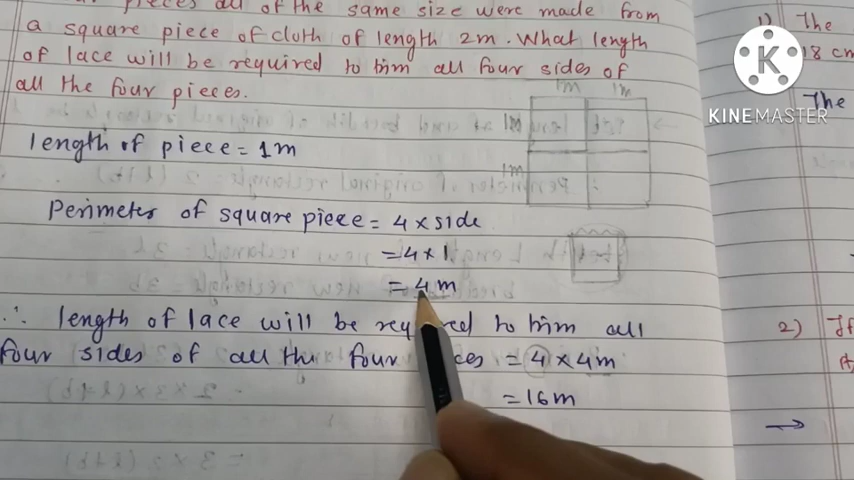 pieces all of the same size were made from
a square piece of cloth of length 2m. What length
of lace will be required to trim all four sides of
all the four pieces.
1m 1m
1m
1m
length of piece = 1m
Perimeter of square piece = 4 × side
= 4 × 1
= 4m
∴ length of lace will be required to trim all
four sides of all the four = 4 × 4m
= 16m
1) The
18 cm
The
2) If
K
KINEMASTER